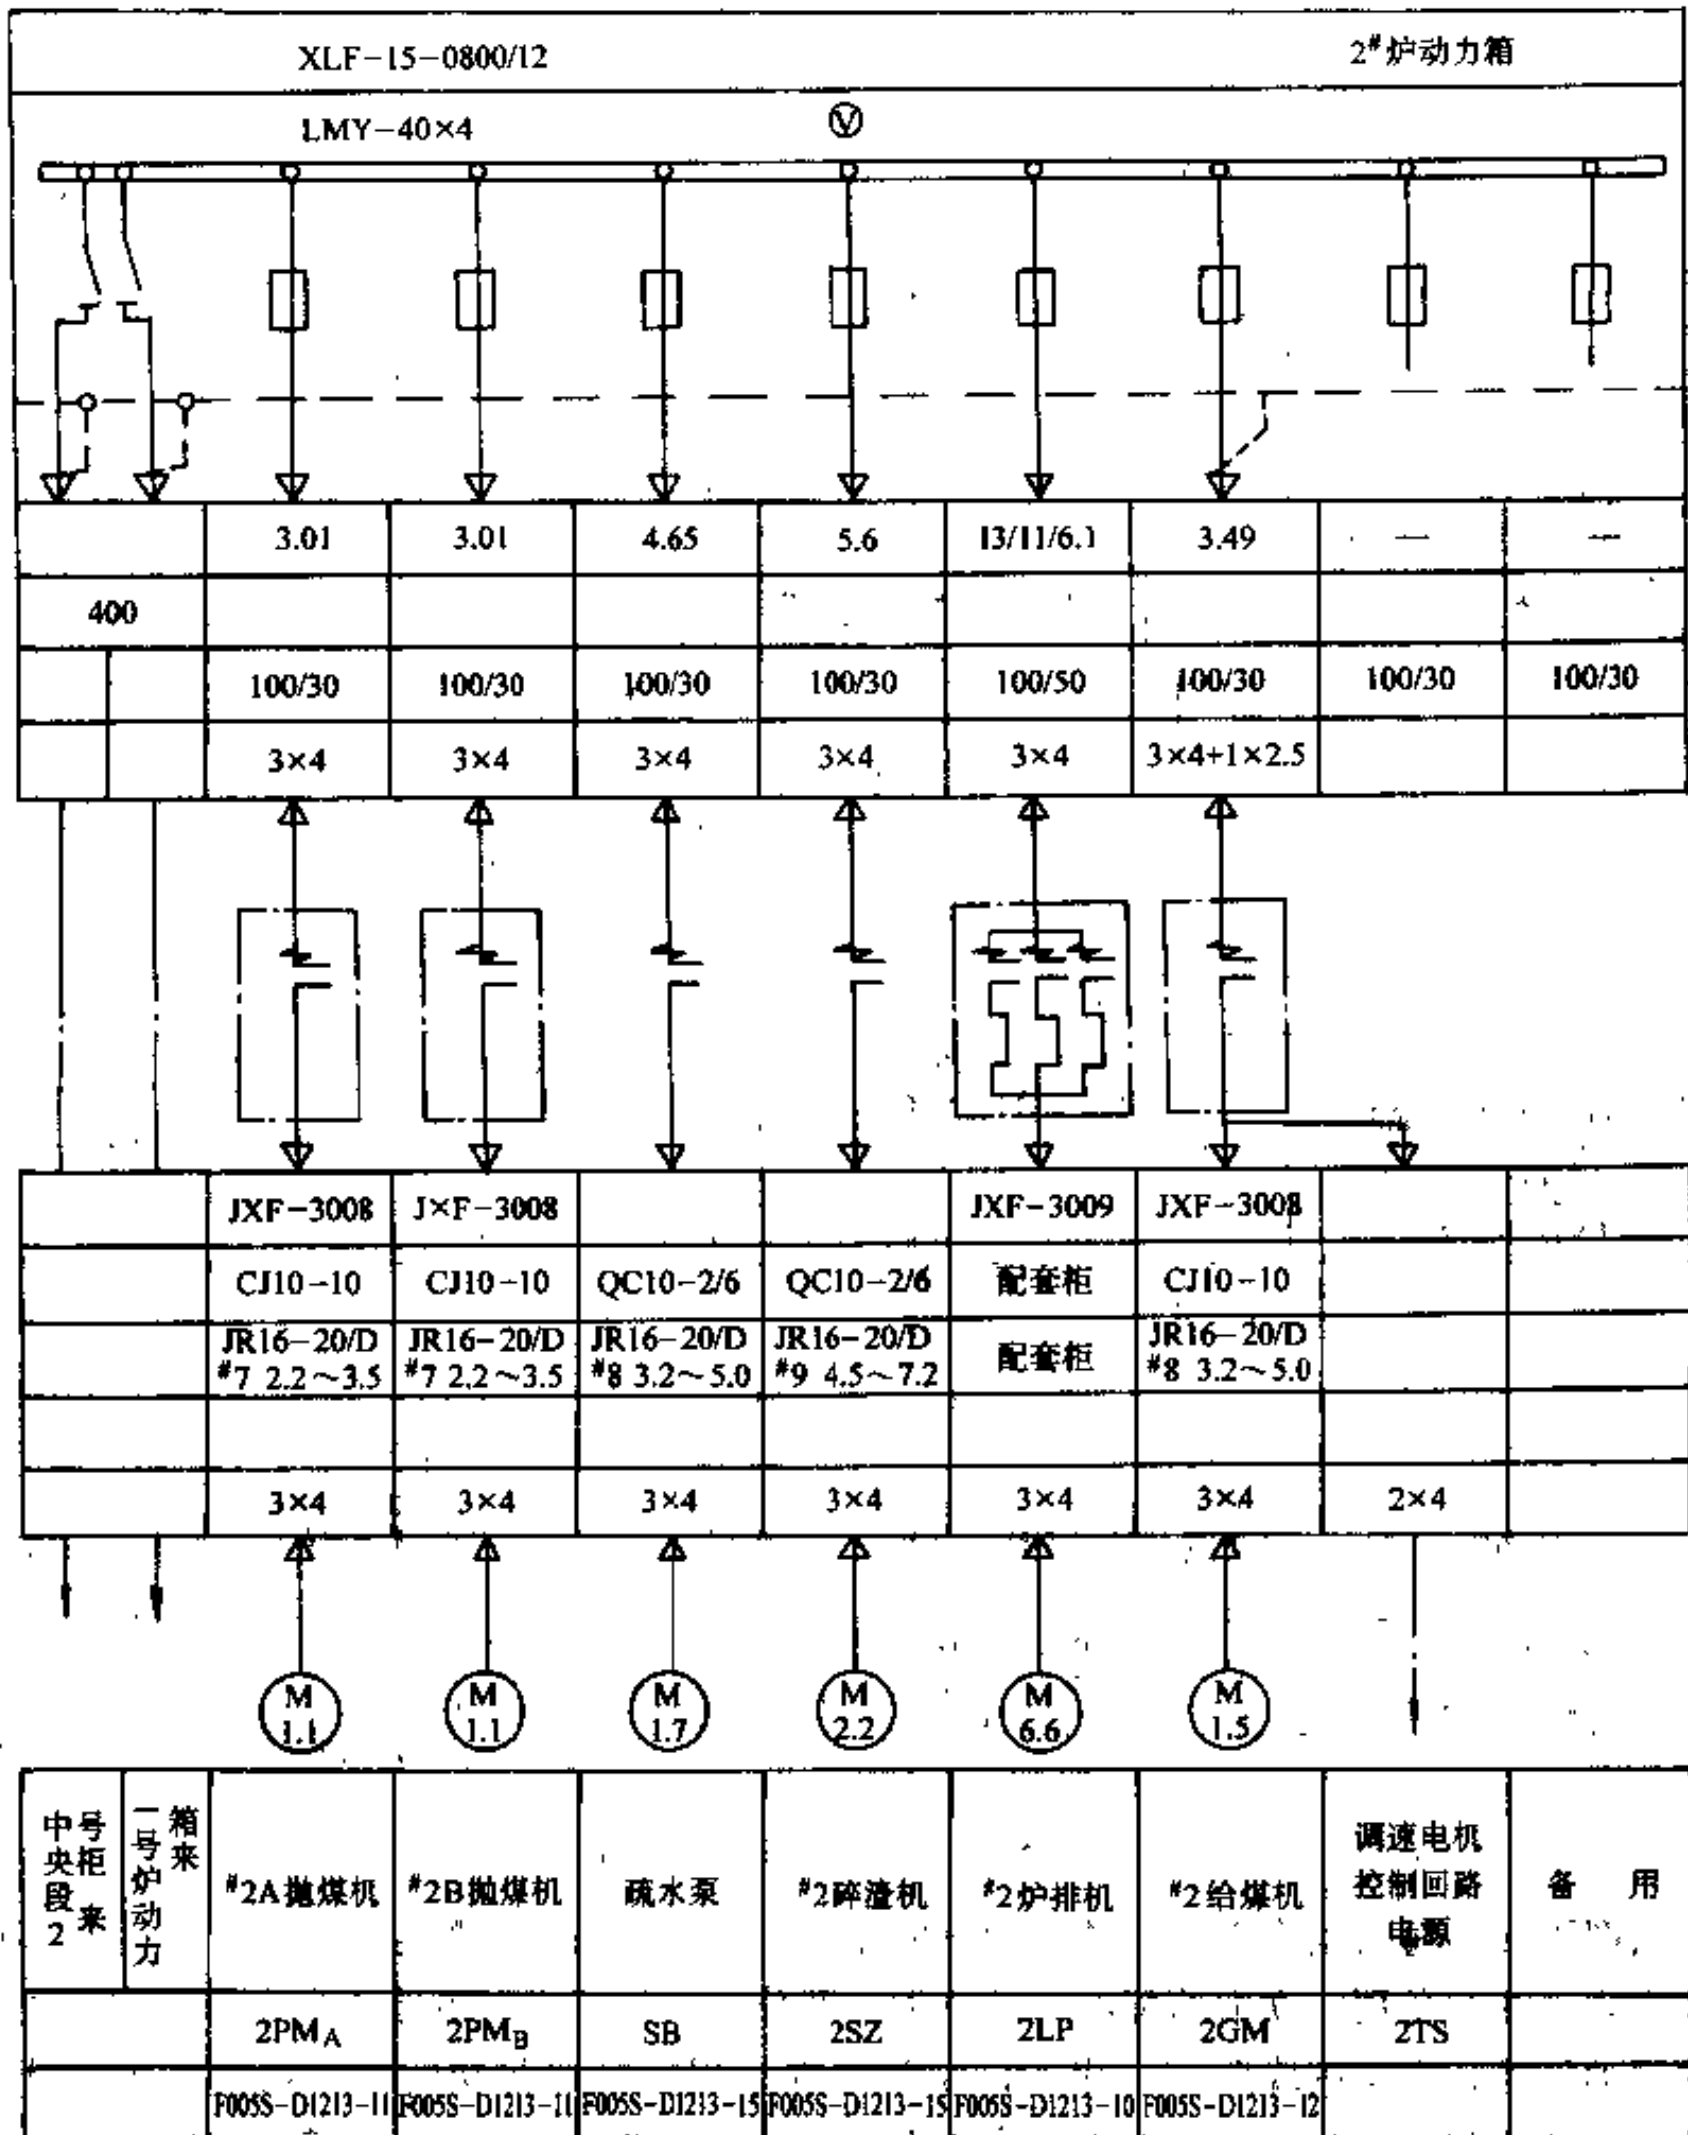 XLF-15-0800/12 2#炉动力箱
LMY-40×4 V
3.01 3.01 4.65 5.6 13/11/6.1 3.49 — —
400
100/30 100/30 100/30 100/30 100/50 100/30 100/30 100/30
3×4 3×4 3×4 3×4 3×4 3×4+1×2.5
JXF-3008 J×F-3008 JXF-3009 JXF-3008
CJ10-10 CJ10-10 QC10-2/6 QC10-2/6 配套柜 CJ10-10
JR16-20/D JR16-20/D JR16-20/D JR16-20/D 配套柜 JR16-20/D
#7 2.2~3.5 #7 2.2~3.5 #8 3.2~5.0 #9 4.5~7.2 #8 3.2~5.0
3×4 3×4 3×4 3×4 3×4 3×4 2×4
M M M M M M
1.1 1.1 1.7 2.2 6.6 1.5
中央段2
号柜来
一号炉动力
箱来
#2A抛煤机 #2B抛煤机 疏水泵 #2碎渣机 #2炉排机 #2给煤机
调速电机
控制回路
电源
备用
2PMA 2PMB SB 2SZ 2LP 2GM 2TS
F005S-D1213-11 F005S-D1213-11 F005S-D1213-15 F005S-D1213-15 F005S-D1213-10 F005S-D1213-12